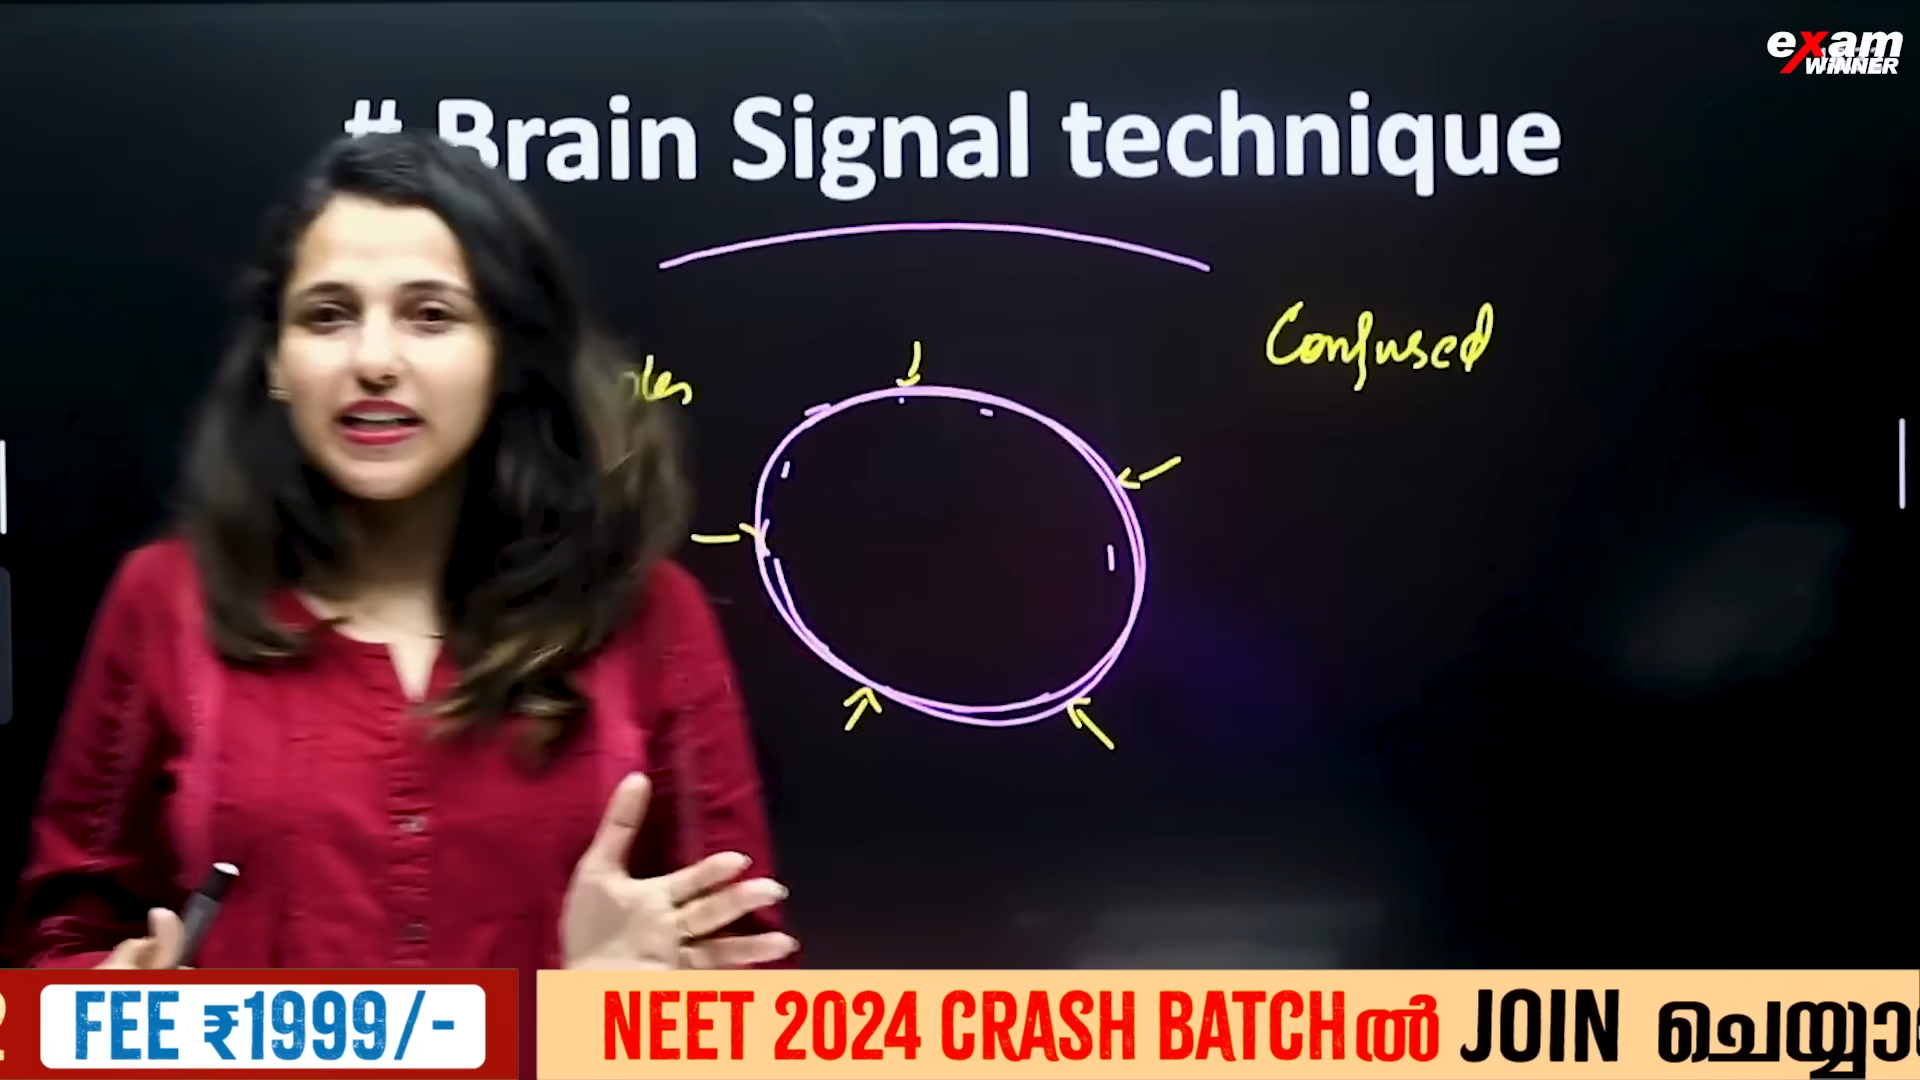 exam
WINNER
# Brain Signal technique
Confused
FEE ₹1999/-
NEET 2024 CRASH BATCHൽ JOIN